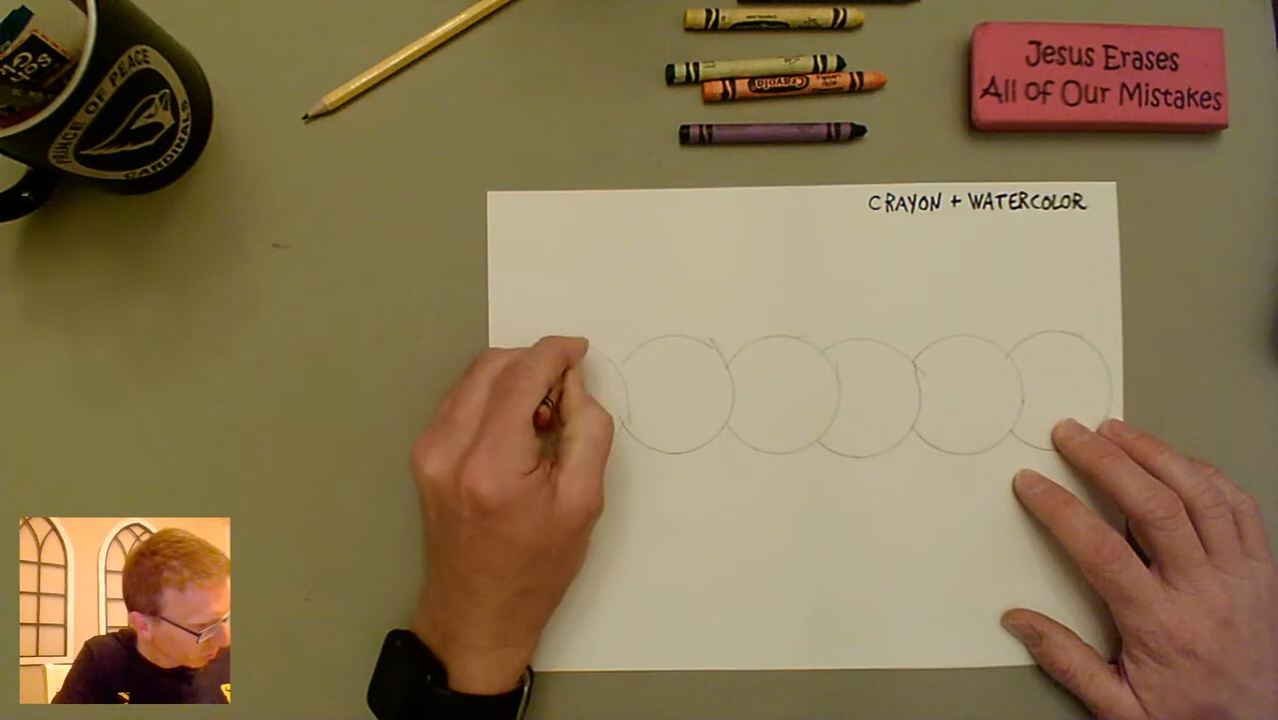 PRINCE OF PEACE
CARDINALS
Crayola
Jesus Erases
All of Our Mistakes
CRAYON + WATERCOLOR